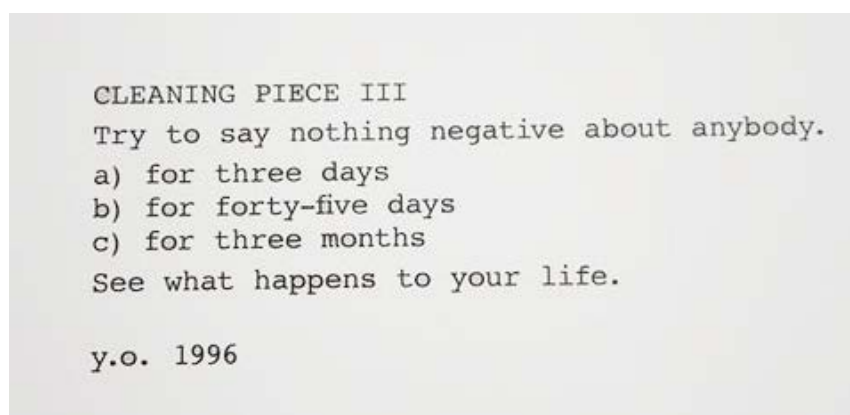 CLEANING PIECE III
Try to say nothing negative about anybody.
a) for three days
b) for forty-five days
c) for three months
See what happens to your life.
y.o. 1996